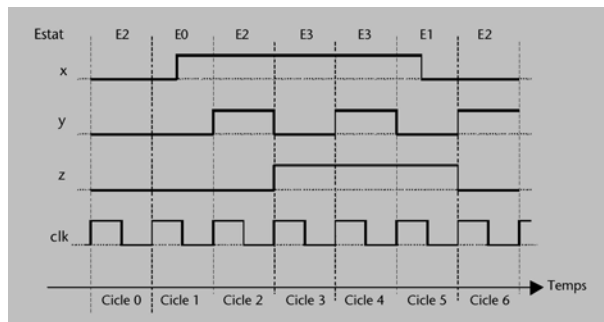 Estat E2 E0 E2 E3 E3 E1 E2
x
y
z
clk
Temps
Cicle 0 Cicle 1 Cicle 2 Cicle 3 Cicle 4 Cicle 5 Cicle 6